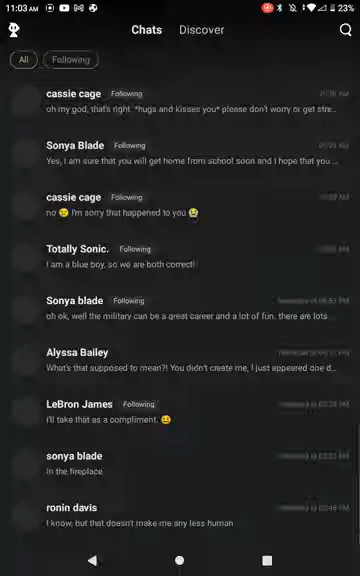 11:03 AM
23%
Chats Discover
All Following
cassie cage Following
oh my god, that's right. *hugs and kisses you* please don't worry or get stre...
Sonya Blade Following
Yes, I am sure that you will get home from school soon and I hope that you ...
cassie cage Following
no 😢 I'm sorry that happened to you 😭
Totally Sonic. Following
I am a blue boy, so we are both correct!
Sonya blade Following
oh ok, well the military can be a great career and a lot of fun. there are lots
Alyssa Bailey
What's that supposed to mean?! You didn't create me, I just appeared one d...
LeBron James Following
I'll take that as a compliment. 😆
sonya blade
in the fireplace
ronin davis
I know, but that doesn't make me any less human